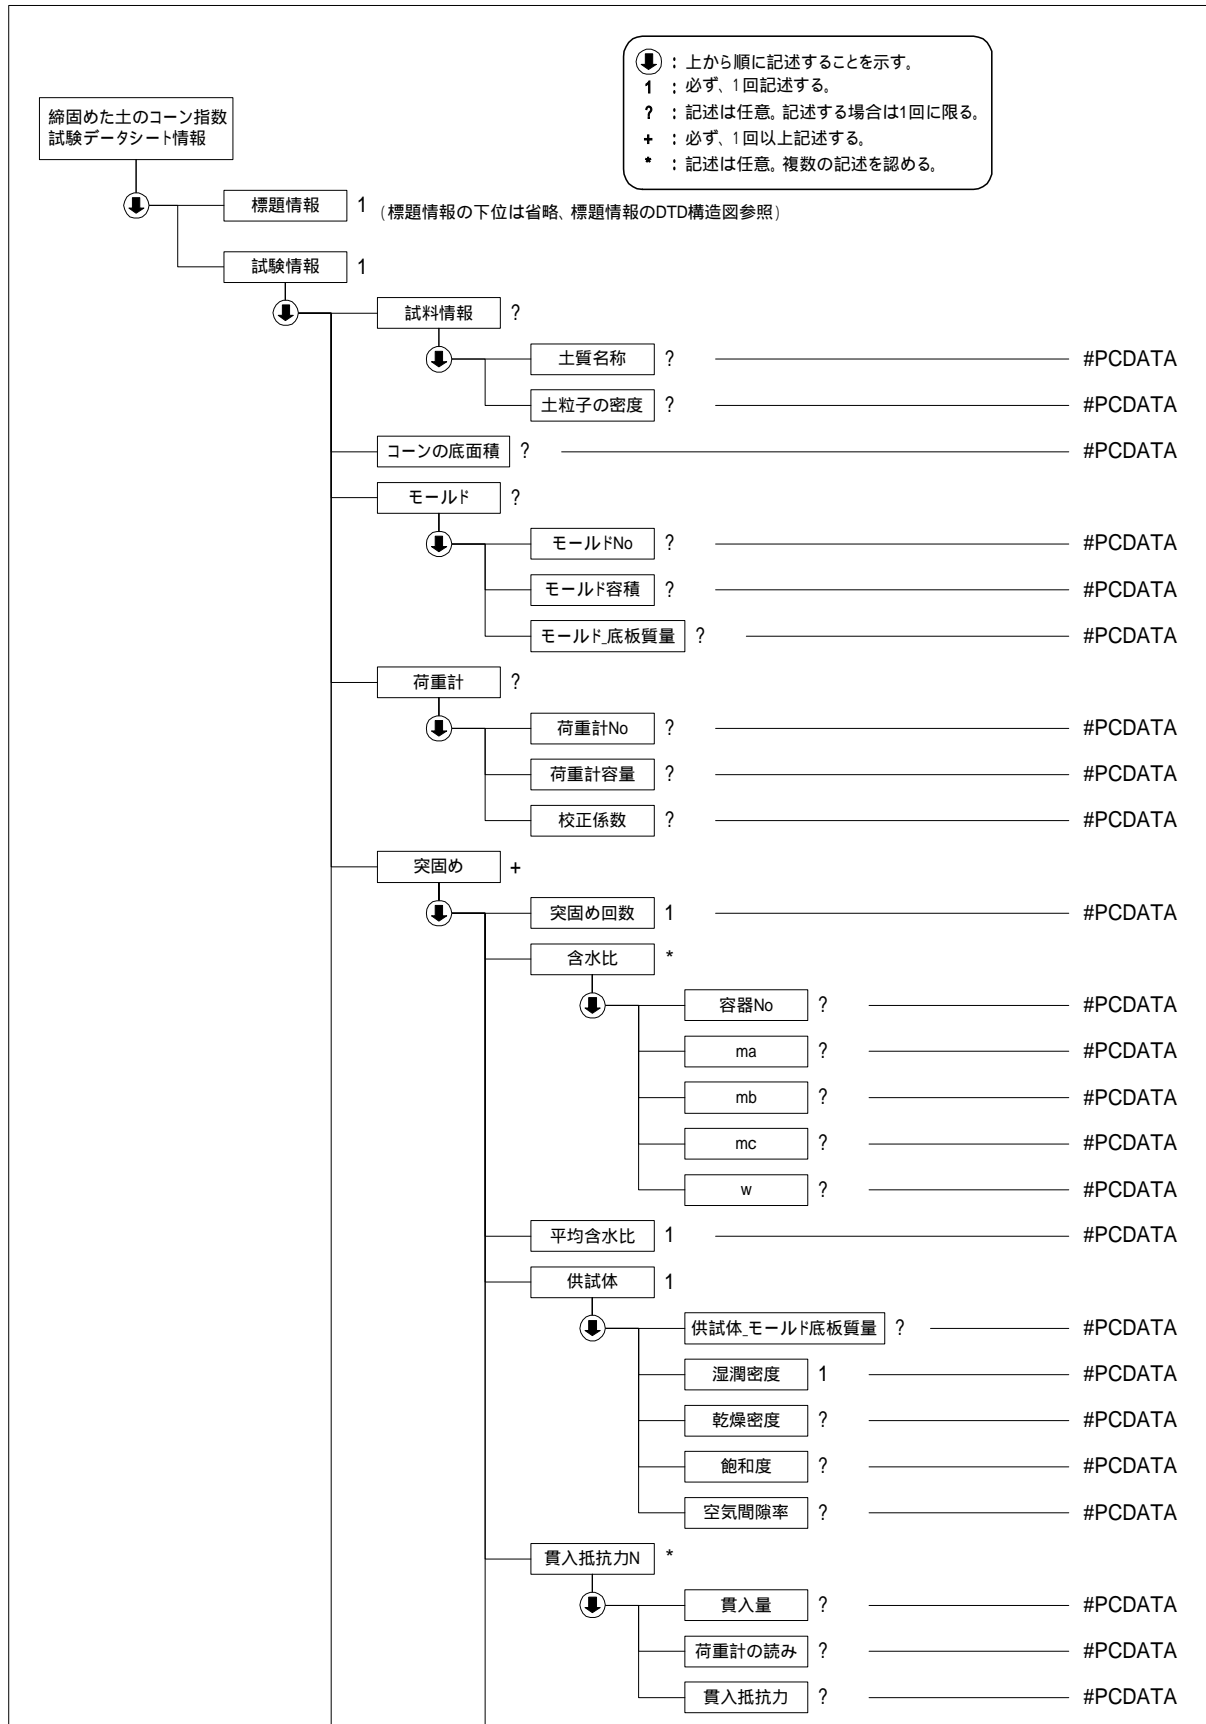 ：上から順に記述することを示す。
1 ：必ず、1回記述する。
? ：記述は任意。記述する場合は1回に限る。
+ ：必ず、1回以上記述する。
* ：記述は任意。複数の記述を認める。
締固めた土のコーン指数
試験データシート情報
標題情報 1 (標題情報の下位は省略、標題情報のDTD構造図参照)
試験情報 1
試料情報 ?
土質名称 ? #PCDATA
土粒子の密度 ? #PCDATA
コーンの底面積 ? #PCDATA
モールド ?
モールドNo ? #PCDATA
モールド容積 ? #PCDATA
モールド_底板質量 ? #PCDATA
荷重計 ?
荷重計No ? #PCDATA
荷重計容量 ? #PCDATA
校正係数 ? #PCDATA
突固め +
突固め回数 1 #PCDATA
含水比 *
容器No ? #PCDATA
ma ? #PCDATA
mb ? #PCDATA
mc ? #PCDATA
w ? #PCDATA
平均含水比 1 #PCDATA
供試体 1
供試体_モールド底板質量 ? #PCDATA
湿潤密度 1 #PCDATA
乾燥密度 ? #PCDATA
飽和度 ? #PCDATA
空気間隙率 ? #PCDATA
貫入抵抗力N *
貫入量 ? #PCDATA
荷重計の読み ? #PCDATA
貫入抵抗力 ? #PCDATA